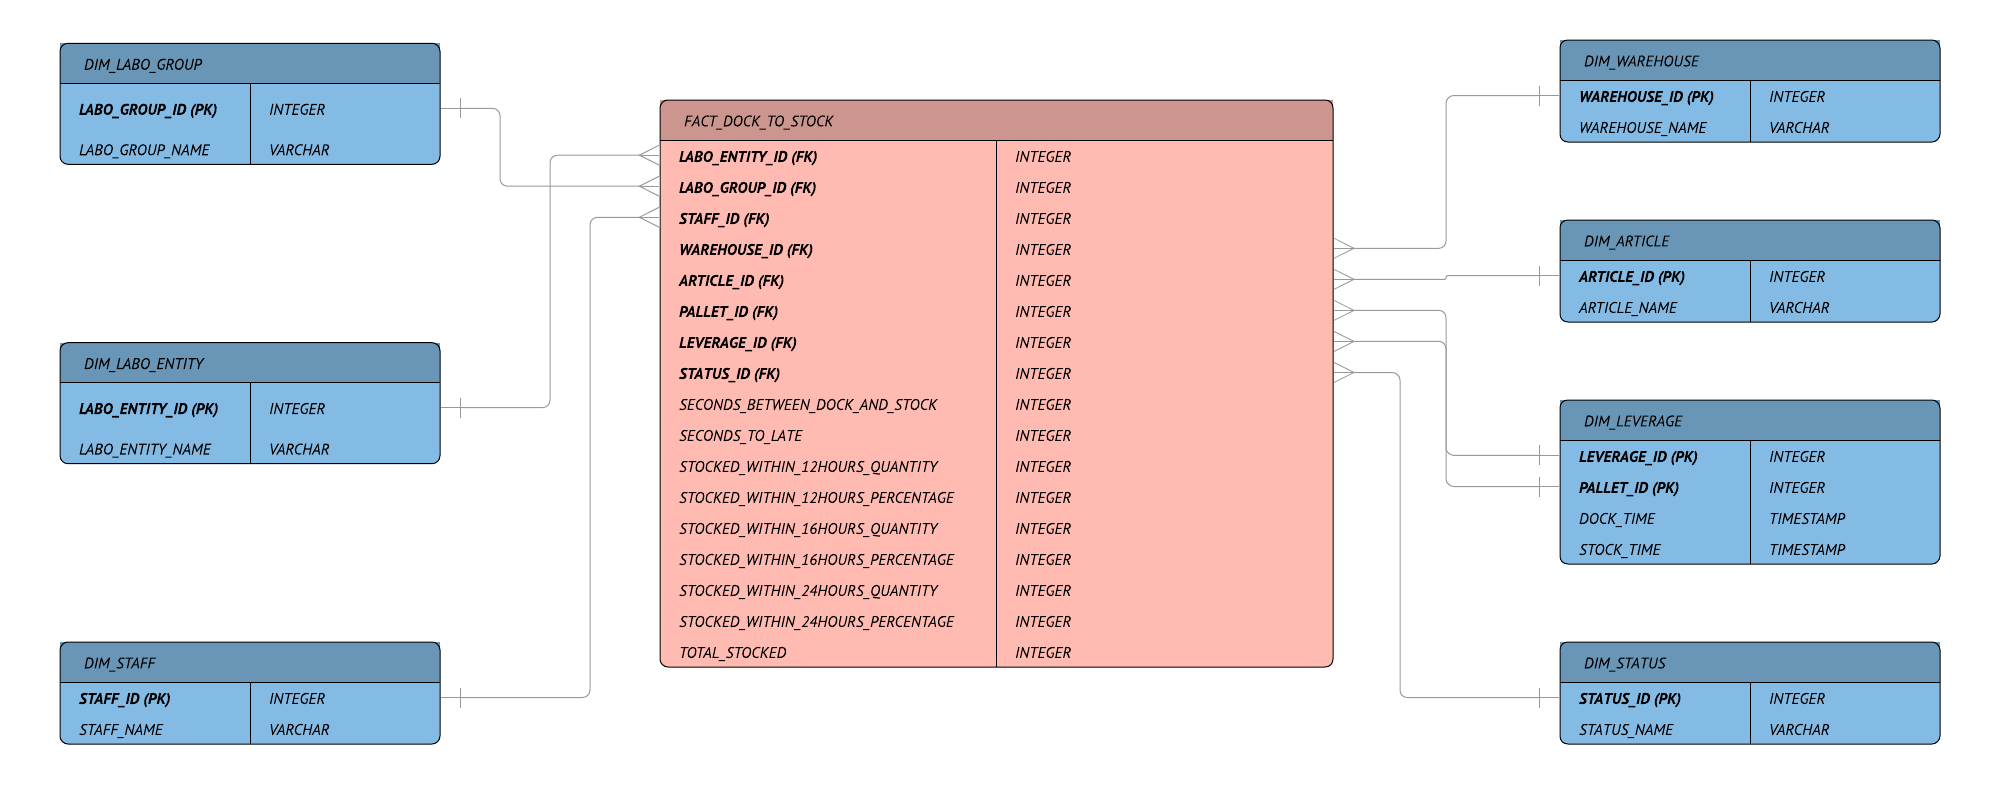 DIM_LABO_GROUP
LABO_GROUP_ID (PK) INTEGER
LABO_GROUP_NAME VARCHAR
DIM_LABO_ENTITY
LABO_ENTITY_ID (PK) INTEGER
LABO_ENTITY_NAME VARCHAR
DIM_STAFF
STAFF_ID (PK) INTEGER
STAFF_NAME VARCHAR
FACT_DOCK_TO_STOCK
LABO_ENTITY_ID (FK) INTEGER
LABO_GROUP_ID (FK) INTEGER
STAFF_ID (FK) INTEGER
WAREHOUSE_ID (FK) INTEGER
ARTICLE_ID (FK) INTEGER
PALLET_ID (FK) INTEGER
LEVERAGE_ID (FK) INTEGER
STATUS_ID (FK) INTEGER
SECONDS_BETWEEN_DOCK_AND_STOCK INTEGER
SECONDS_TO_LATE INTEGER
STOCKED_WITHIN_12HOURS_QUANTITY INTEGER
STOCKED_WITHIN_12HOURS_PERCENTAGE INTEGER
STOCKED_WITHIN_16HOURS_QUANTITY INTEGER
STOCKED_WITHIN_16HOURS_PERCENTAGE INTEGER
STOCKED_WITHIN_24HOURS_QUANTITY INTEGER
STOCKED_WITHIN_24HOURS_PERCENTAGE INTEGER
TOTAL_STOCKED INTEGER
DIM_WAREHOUSE
WAREHOUSE_ID (PK) INTEGER
WAREHOUSE_NAME VARCHAR
DIM_ARTICLE
ARTICLE_ID (PK) INTEGER
ARTICLE_NAME VARCHAR
DIM_LEVERAGE
LEVERAGE_ID (PK) INTEGER
PALLET_ID (PK) INTEGER
DOCK_TIME TIMESTAMP
STOCK_TIME TIMESTAMP
DIM_STATUS
STATUS_ID (PK) INTEGER
STATUS_NAME VARCHAR